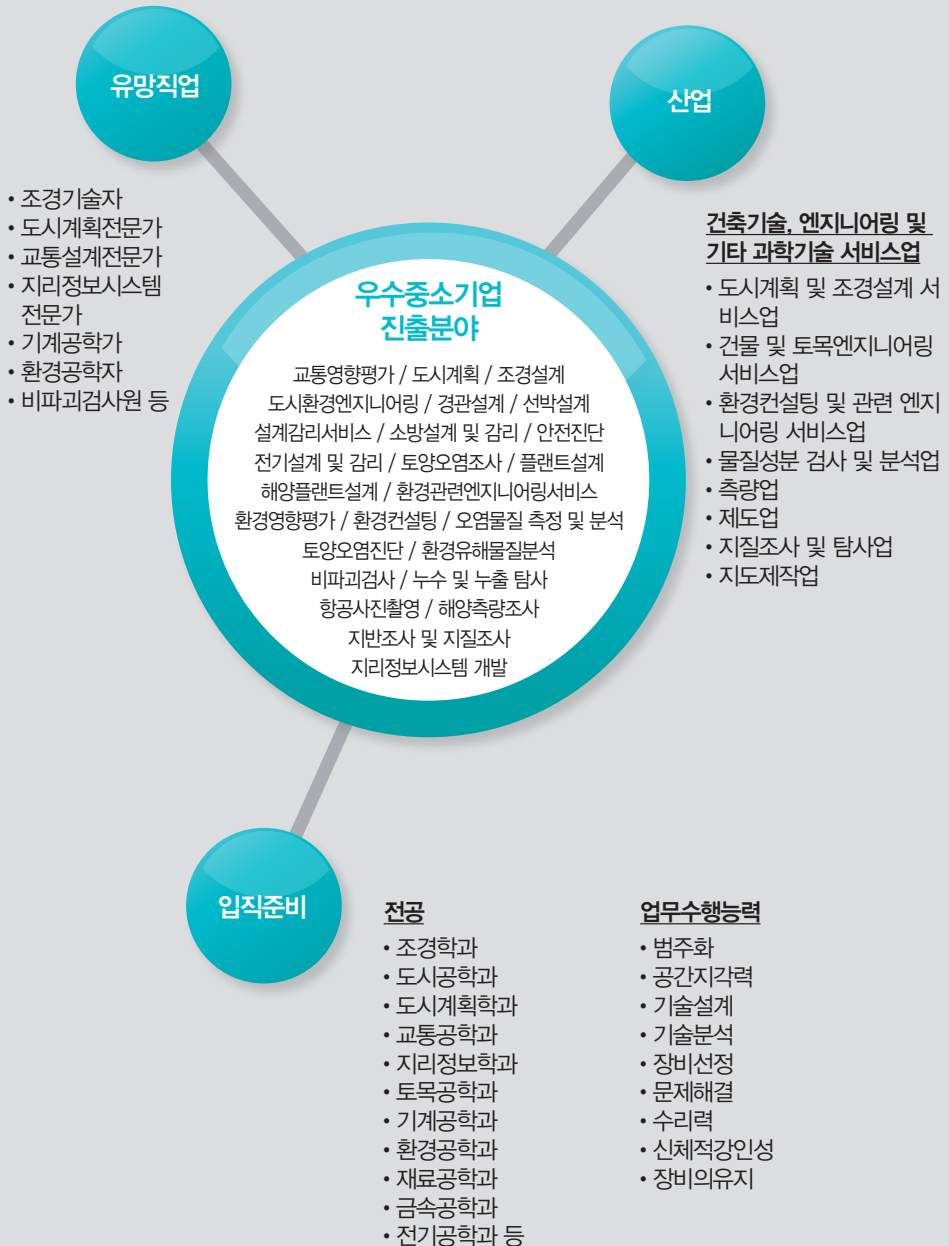 유망직업
• 조경기술자
• 도시계획전문가
• 교통설계전문가
• 지리정보시스템
전문가
• 기계공학가
• 환경공학자
• 비파괴검사원 등
산업
건축기술, 엔지니어링 및
기타 과학기술 서비스업
• 도시계획 및 조경설계 서
비스업
• 건물 및 토목엔지니어링
서비스업
• 환경컨설팅 및 관련 엔지
니어링 서비스업
• 물질성분 검사 및 분석업
• 측량업
• 제도업
• 지질조사 및 탐사업
• 지도제작업
우수중소기업
진출분야
교통영향평가 / 도시계획 / 조경설계
도시환경엔지니어링 / 경관설계 / 선박설계
설계감리서비스 / 소방설계 및 감리 / 안전진단
전기설계 및 감리 / 토양오염조사 / 플랜트설계
해양플랜트설계 / 환경관련엔지니어링서비스
환경영향평가 / 환경컨설팅 / 오염물질 측정 및 분석
토양오염진단 / 환경유해물질분석
비파괴검사 / 누수 및 누출 탐사
항공사진촬영 / 해양측량조사
지반조사 및 지질조사
지리정보시스템 개발
입직준비
전공
• 조경학과
• 도시공학과
• 도시계획학과
• 교통공학과
• 지리정보학과
• 토목공학과
• 기계공학과
• 환경공학과
• 재료공학과
• 금속공학과
• 전기공학과 등
업무수행능력
• 범주화
• 공간지각력
• 기술설계
• 기술분석
• 장비선정
• 문제해결
• 수리력
• 신체적강인성
• 장비의유지